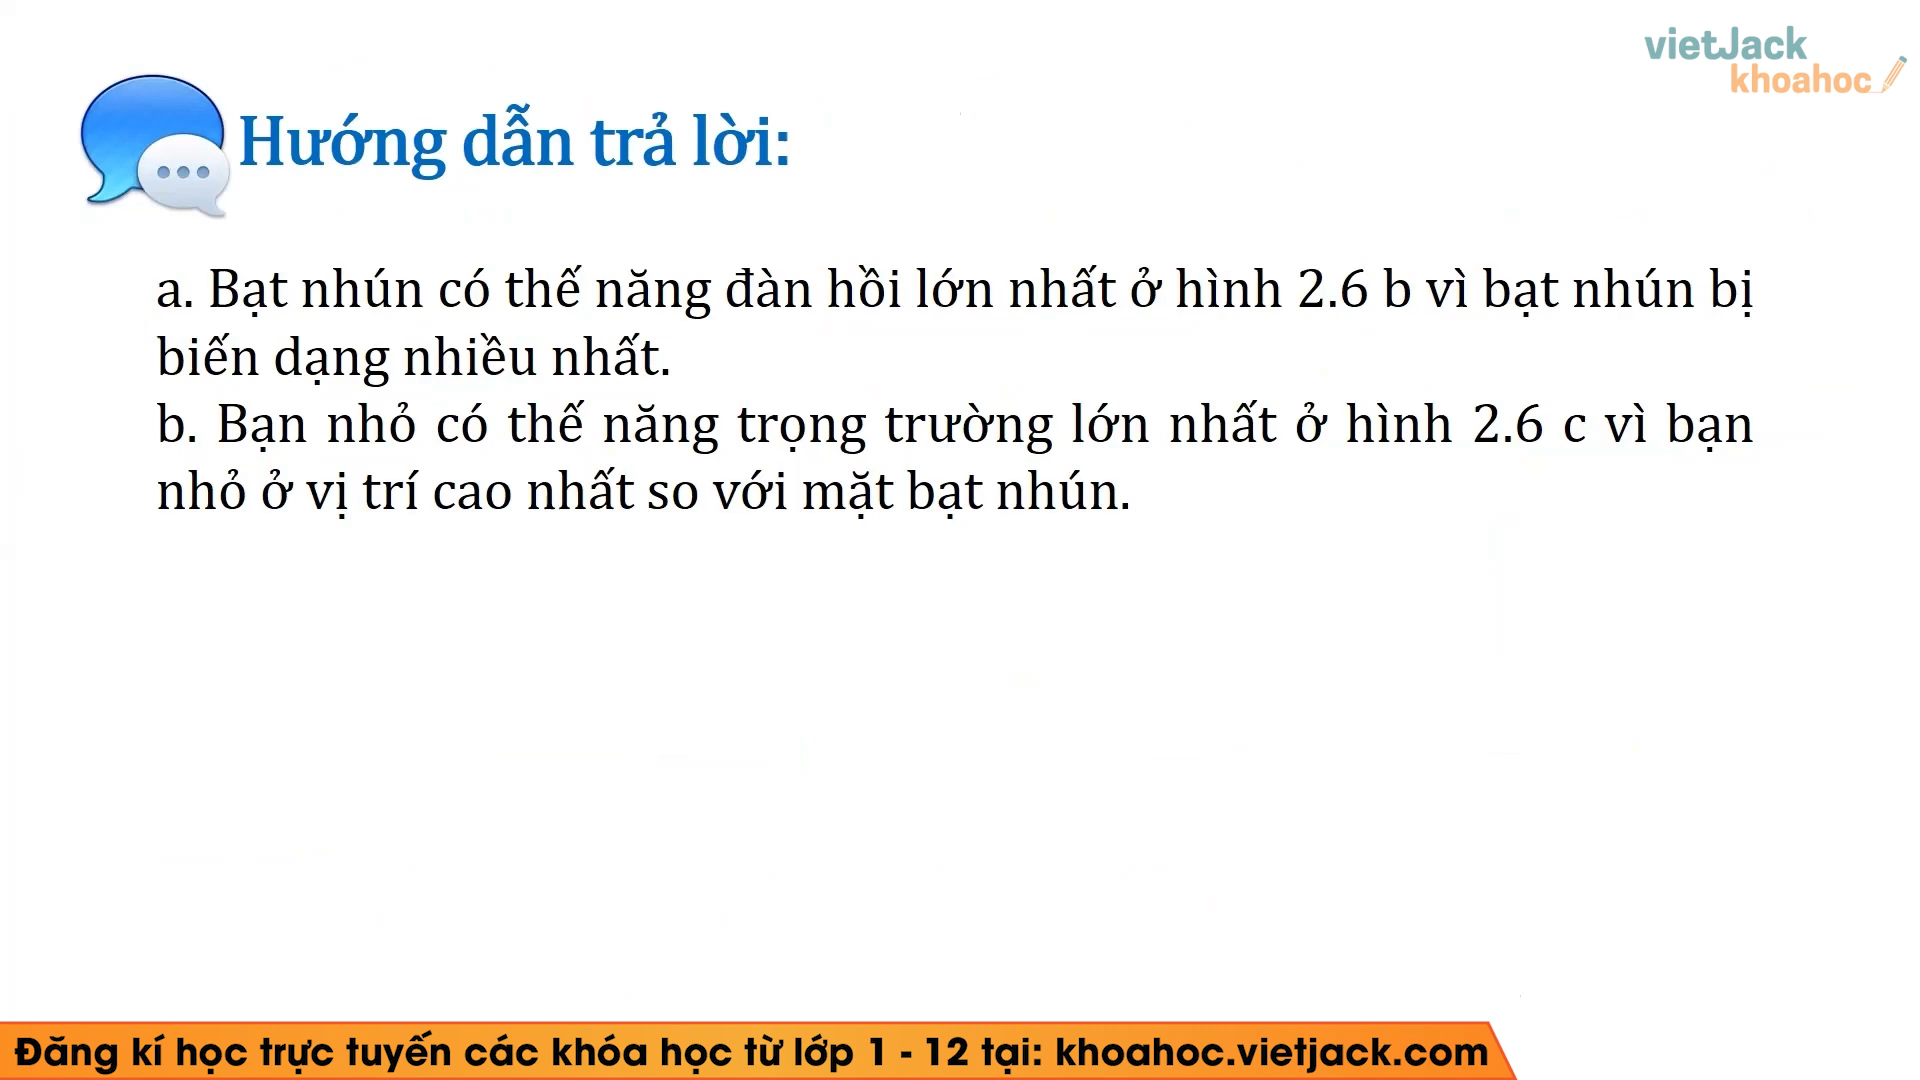 vietJack
khoahoc
Hướng dẫn trả lời:
a. Bạt nhún có thế năng đàn hồi lớn nhất ở hình 2.6 b vì bạt nhún bị
biến dạng nhiều nhất.
b. Bạn nhỏ có thế năng trọng trường lớn nhất ở hình 2.6 c vì bạn
nhỏ ở vị trí cao nhất so với mặt bạt nhún.
Đăng kí học trực tuyến các khóa học từ lớp 1 - 12 tại: khoahoc.vietjack.com